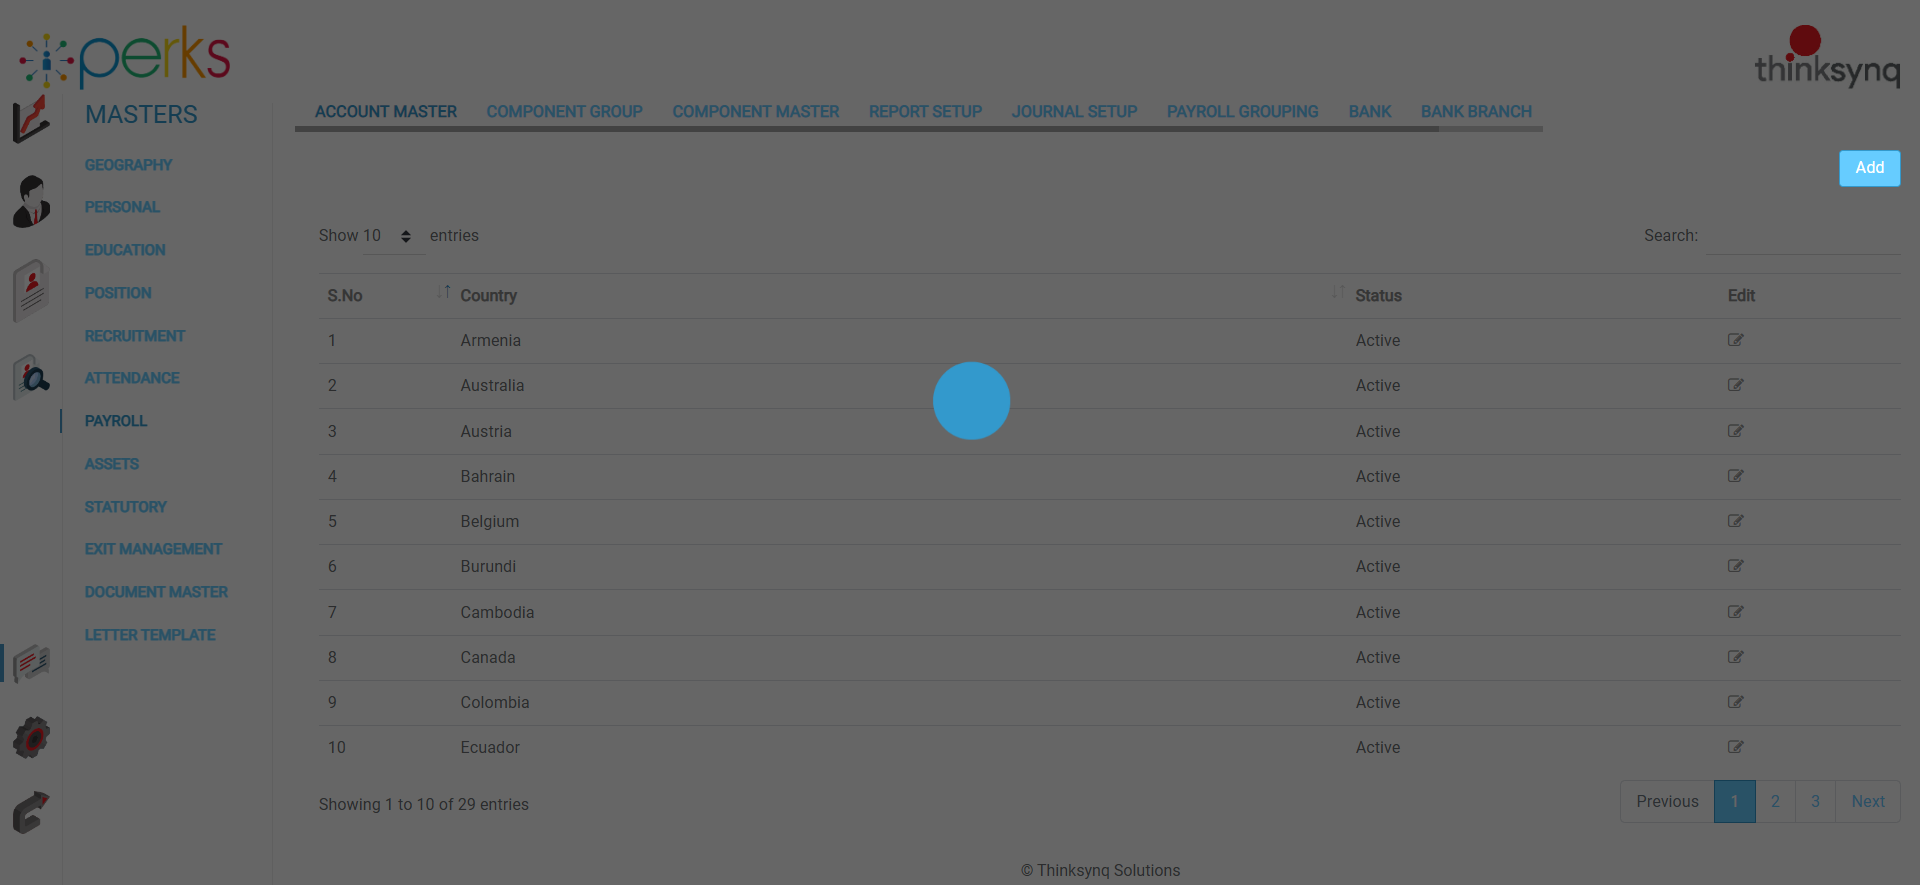 perks
thinksynq
MASTERS
GEOGRAPHY
PERSONAL
EDUCATION
POSITION
RECRUITMENT
ATTENDANCE
PAYROLL
ASSETS
STATUTORY
EXIT MANAGEMENT
DOCUMENT MASTER
LETTER TEMPLATE
ACCOUNT MASTER COMPONENT GROUP COMPONENT MASTER REPORT SETUP JOURNAL SETUP PAYROLL GROUPING BANK BANK BRANCH
Add
Show 10 entries Search:
S.No Country Status Edit
1 Armenia Active
2 Australia Active
3 Austria Active
4 Bahrain Active
5 Belgium Active
6 Burundi Active
7 Cambodia Active
8 Canada Active
9 Colombia Active
10 Ecuador Active
Showing 1 to 10 of 29 entries Previous 1 2 3 Next
© Thinksynq Solutions